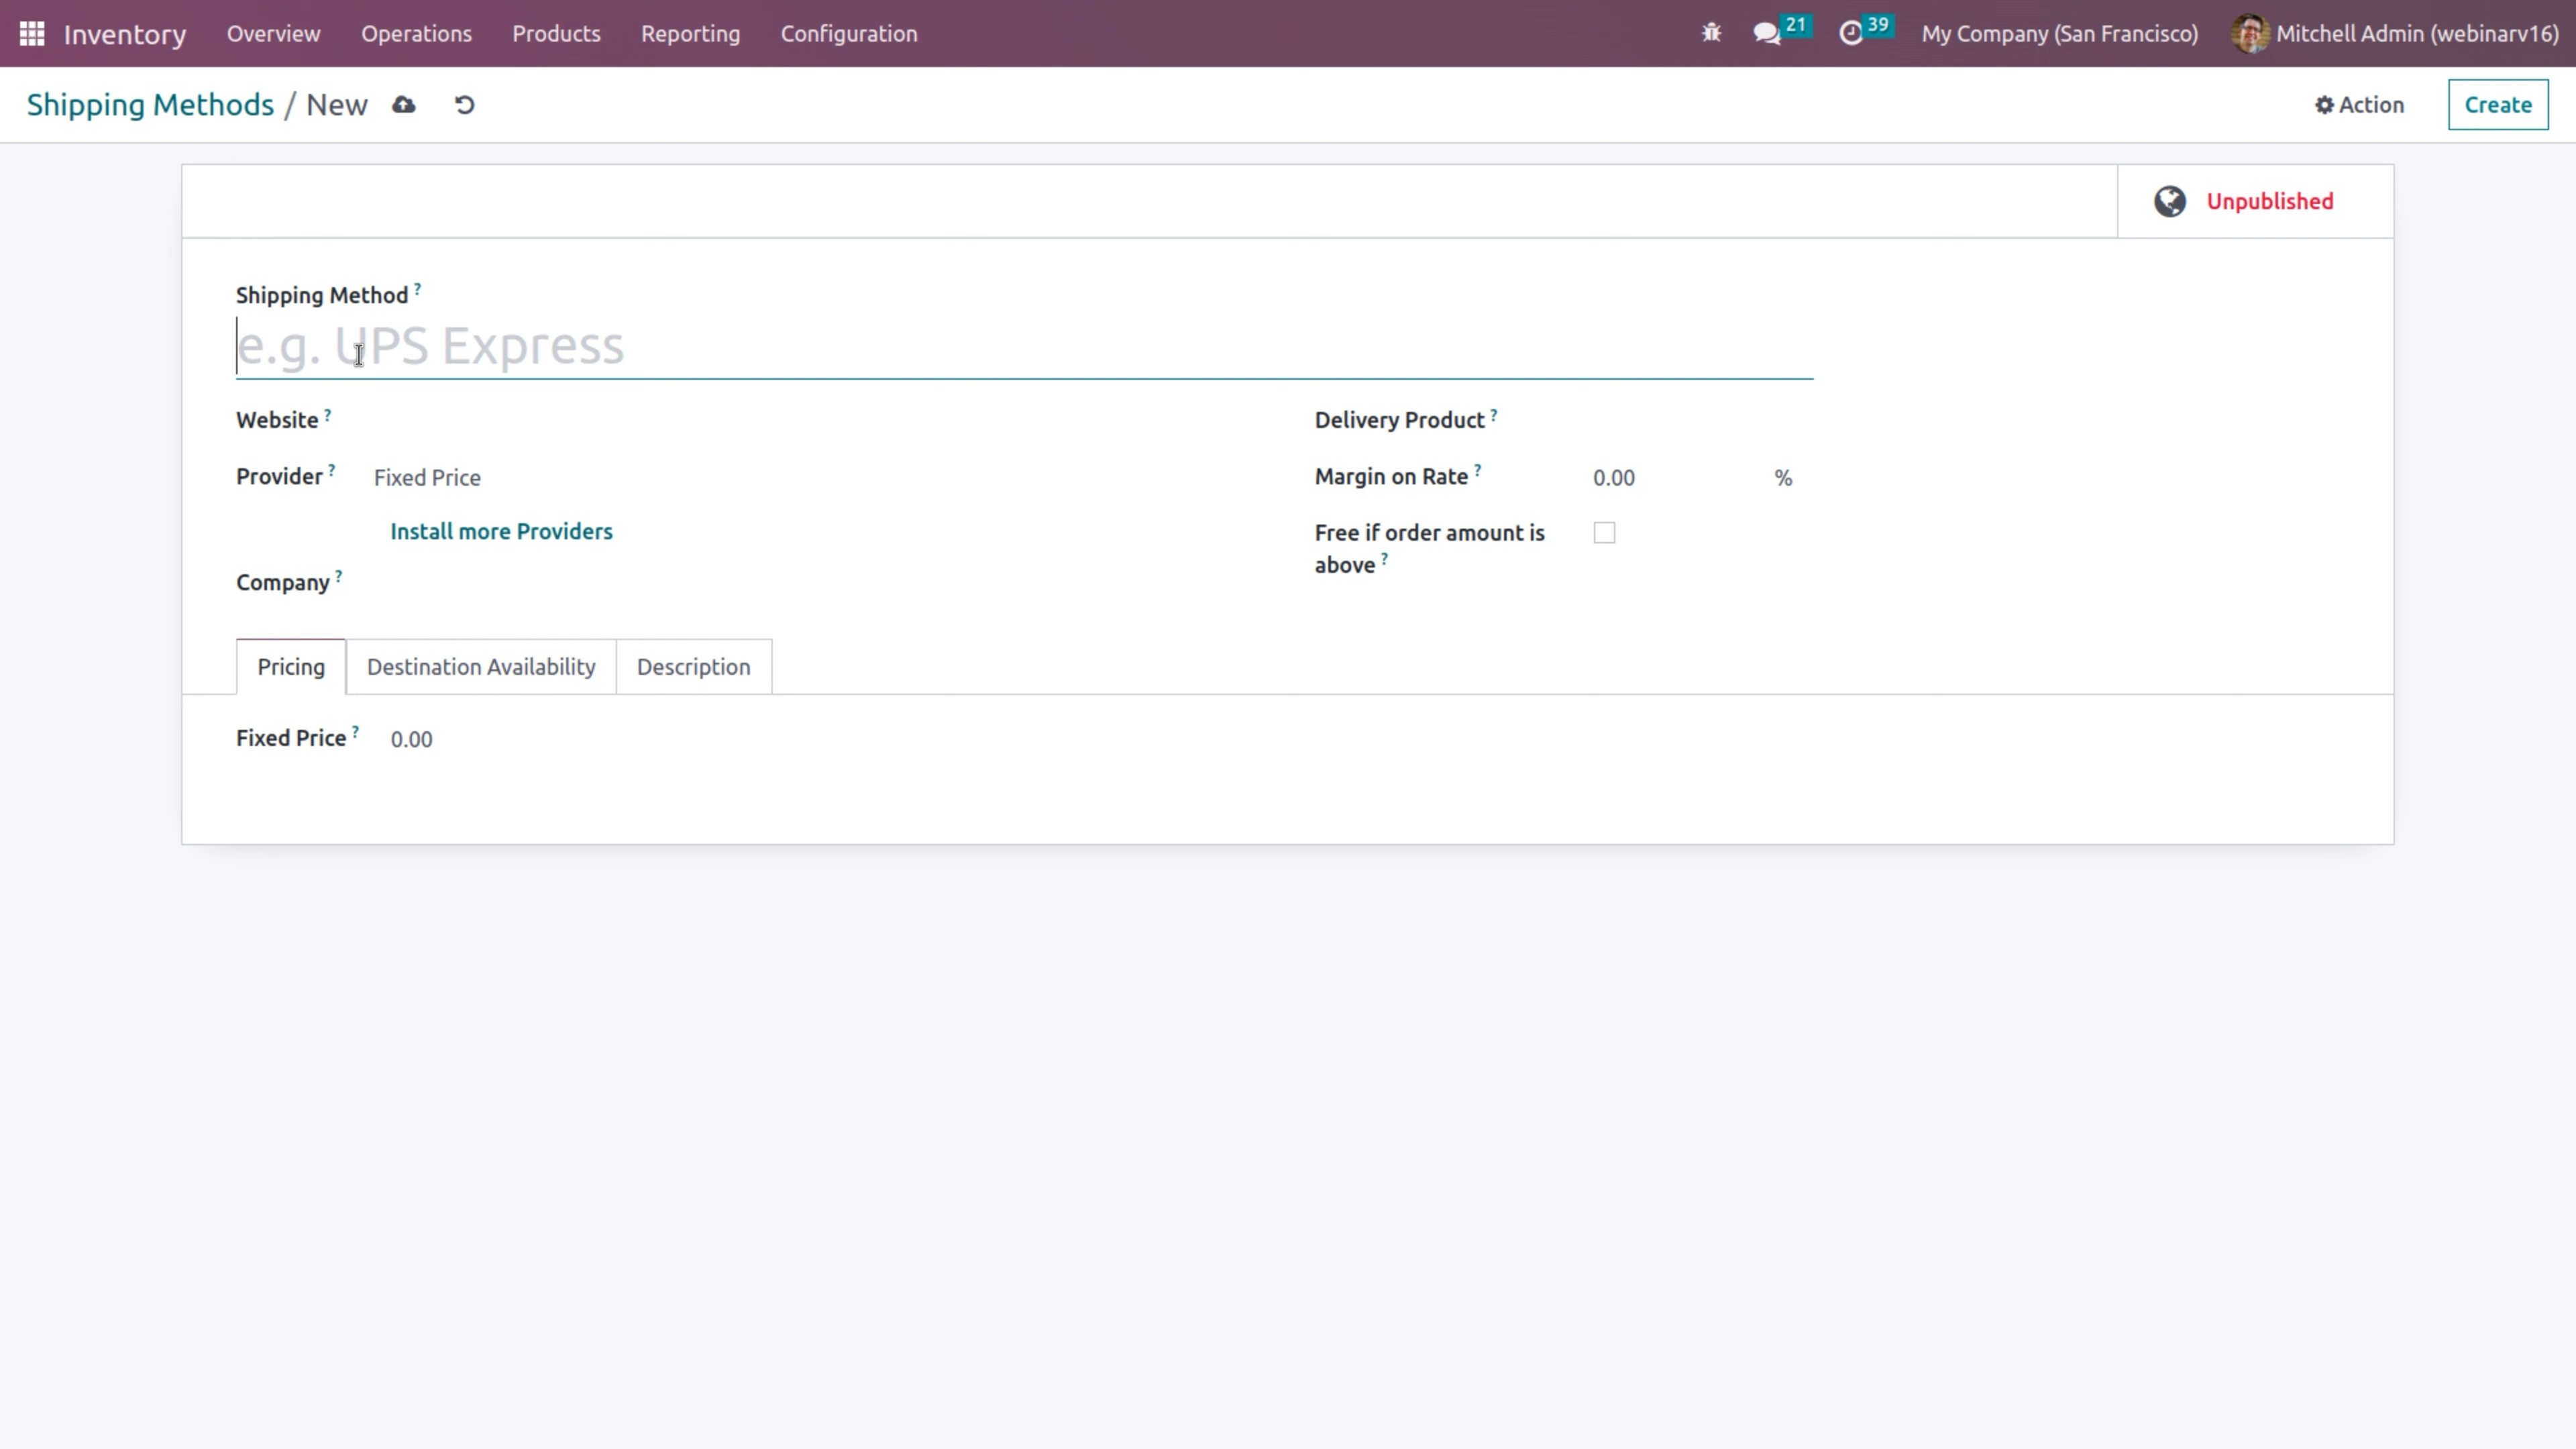 Inventory Overview Operations Products Reporting Configuration 21 39 My Company (San Francisco) Mitchell Admin (webinarv16)
Shipping Methods / New Action Create
Unpublished
Shipping Method ?
e.g. UPS Express
Website ? Delivery Product ?
Provider ? Fixed Price Margin on Rate ? 0.00 %
Install more Providers Free if order amount is
above ?
Company ?
Pricing Destination Availability Description
Fixed Price ? 0.00